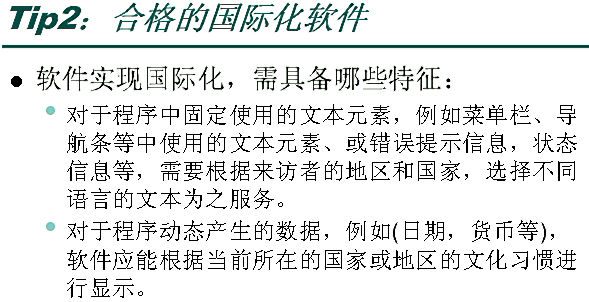 Tip2：合格的国际化软件
软件实现国际化，需具备哪些特征：
对于程序中固定使用的文本元素，例如菜单栏、导
航条等中使用的文本元素、或错误提示信息，状态
信息等，需要根据来访者的地区和国家，选择不同
语言的文本为之服务。
对于程序动态产生的数据，例如(日期，货币等)，
软件应能根据当前所在的国家或地区的文化习惯进
行显示。